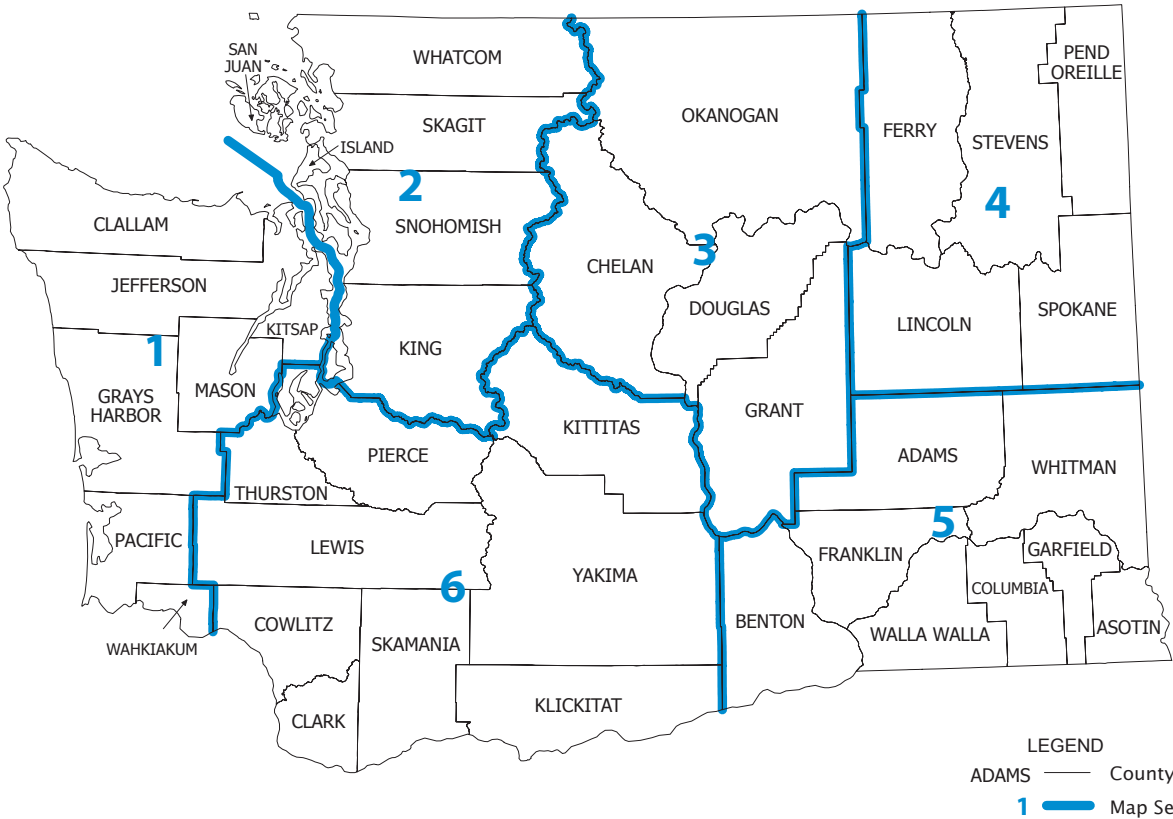 WHATCOM
SAN
JUAN
SKAGIT
ISLAND
2
SNOHOMISH
CLALLAM
JEFFERSON
KITSAP
1
MASON
GRAYS
HARBOR
KING
OKANOGAN
CHELAN
3
DOUGLAS
FERRY
STEVENS
PEND
OREILLE
4
LINCOLN
SPOKANE
GRANT
KITTITAS
PIERCE
THURSTON
PACIFIC
LEWIS
WAHKIAKUM
COWLITZ
6
SKAMANIA
CLARK
YAKIMA
KLICKITAT
ADAMS
WHITMAN
5
FRANKLIN
BENTON
WALLA WALLA
COLUMBIA
GARFIELD
ASOTIN
LEGEND
ADAMS County
1 Map Se